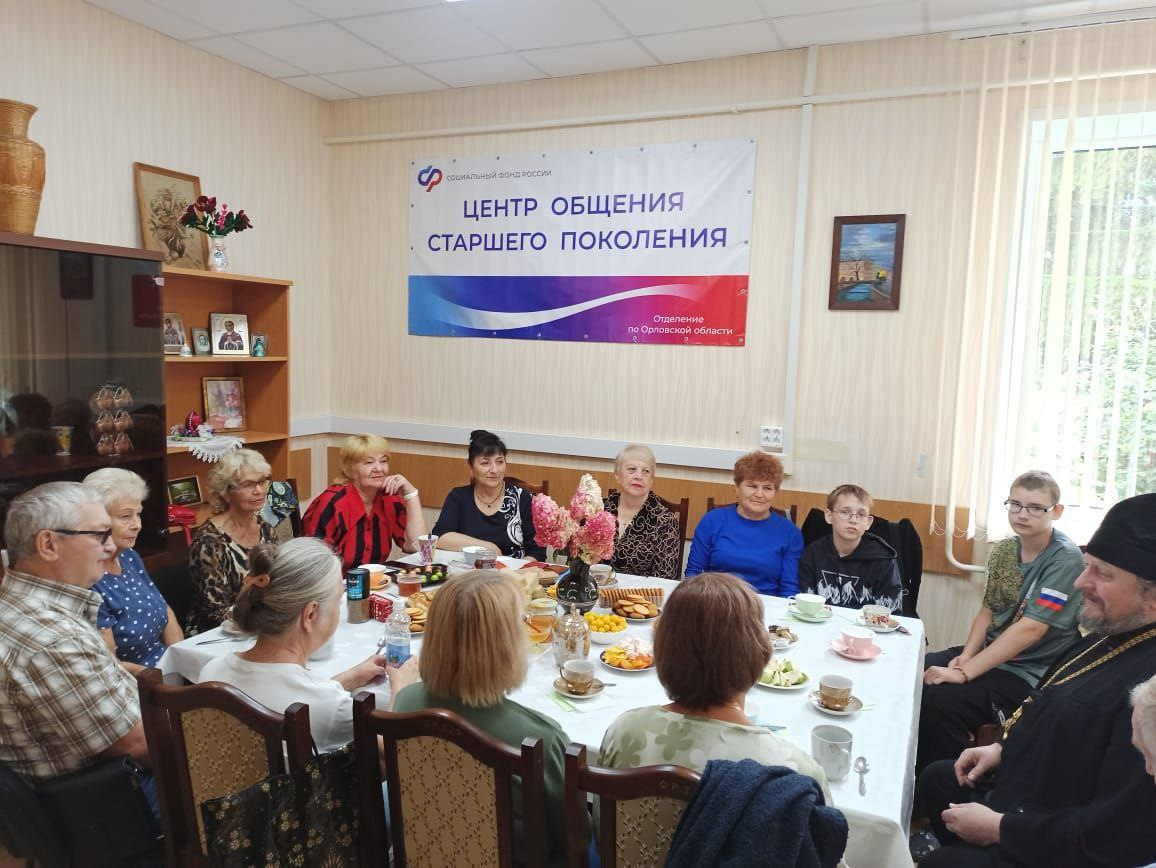 СОЦИАЛЬНЫЙ ФОНД РОССИИ
ЦЕНТР ОБЩЕНИЯ
СТАРШЕГО ПОКОЛЕНИЯ
Отделение
по Орловской области